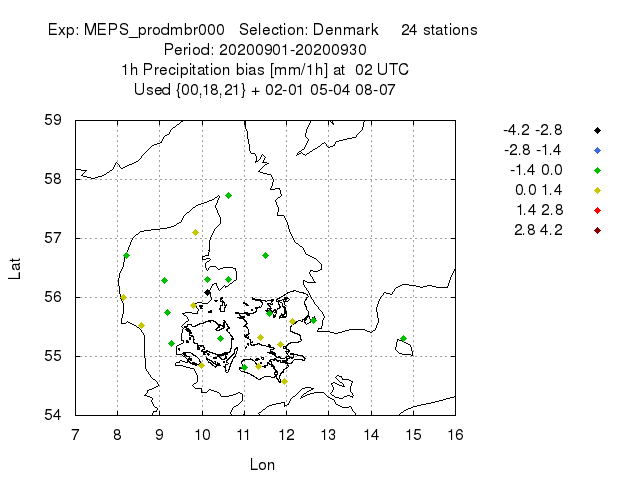 Exp: MEPS_prodmbr000 Selection: Denmark 24 stations
Period: 20200901-20200930
1h Precipitation bias [mm/1h] at 02 UTC
Used {00,18,21} + 02-01 05-04 08-07
59
58
57
56
55
54
Lat
7 8 9 10 11 12 13 14 15 16
Lon
-4.2 -2.8
-2.8 -1.4
-1.4 0.0
0.0 1.4
1.4 2.8
2.8 4.2